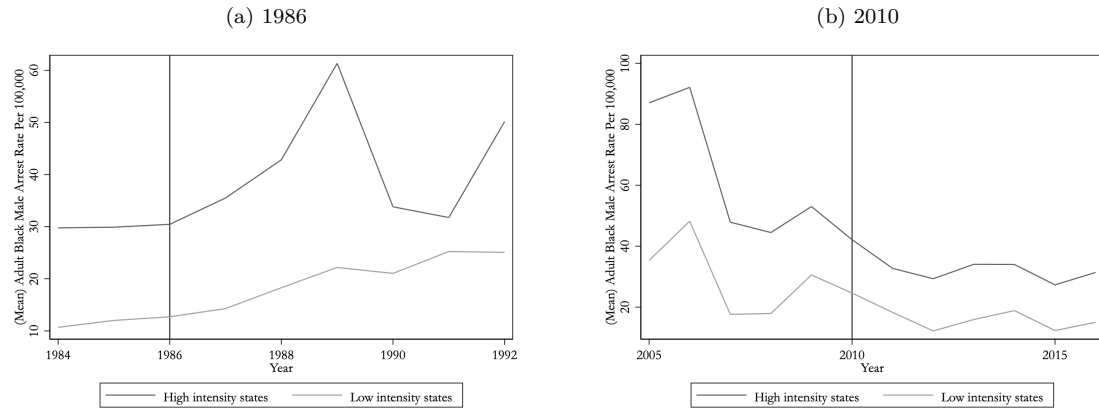 (a) 1986
(Mean) Adult Black Male Arrest Rate Per 100,000
60
50
40
30
20
10
1984
1986
1988
1990
1992
Year
High intensity states
Low intensity states
(b) 2010
(Mean) Adult Black Male Arrest Rate Per 100,000
100
80
60
40
20
2005
2010
2015
Year
High intensity states
Low intensity states